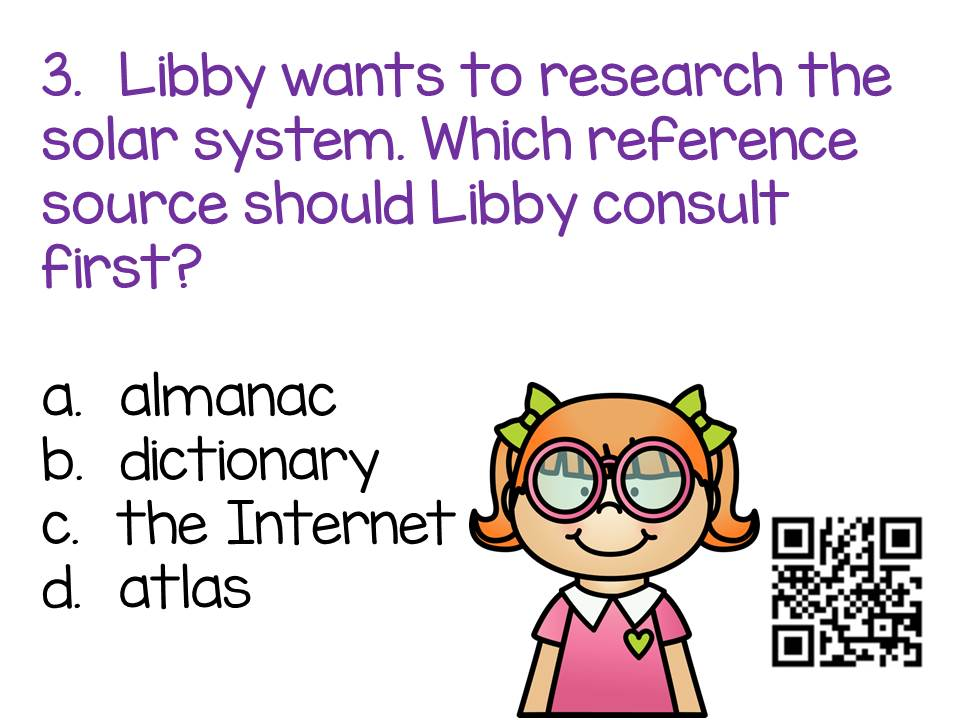 3. Libby wants to research the
solar system. Which reference
source should Libby consult
first?
a. almanac
b. dictionary
c. the Internet
d. atlas